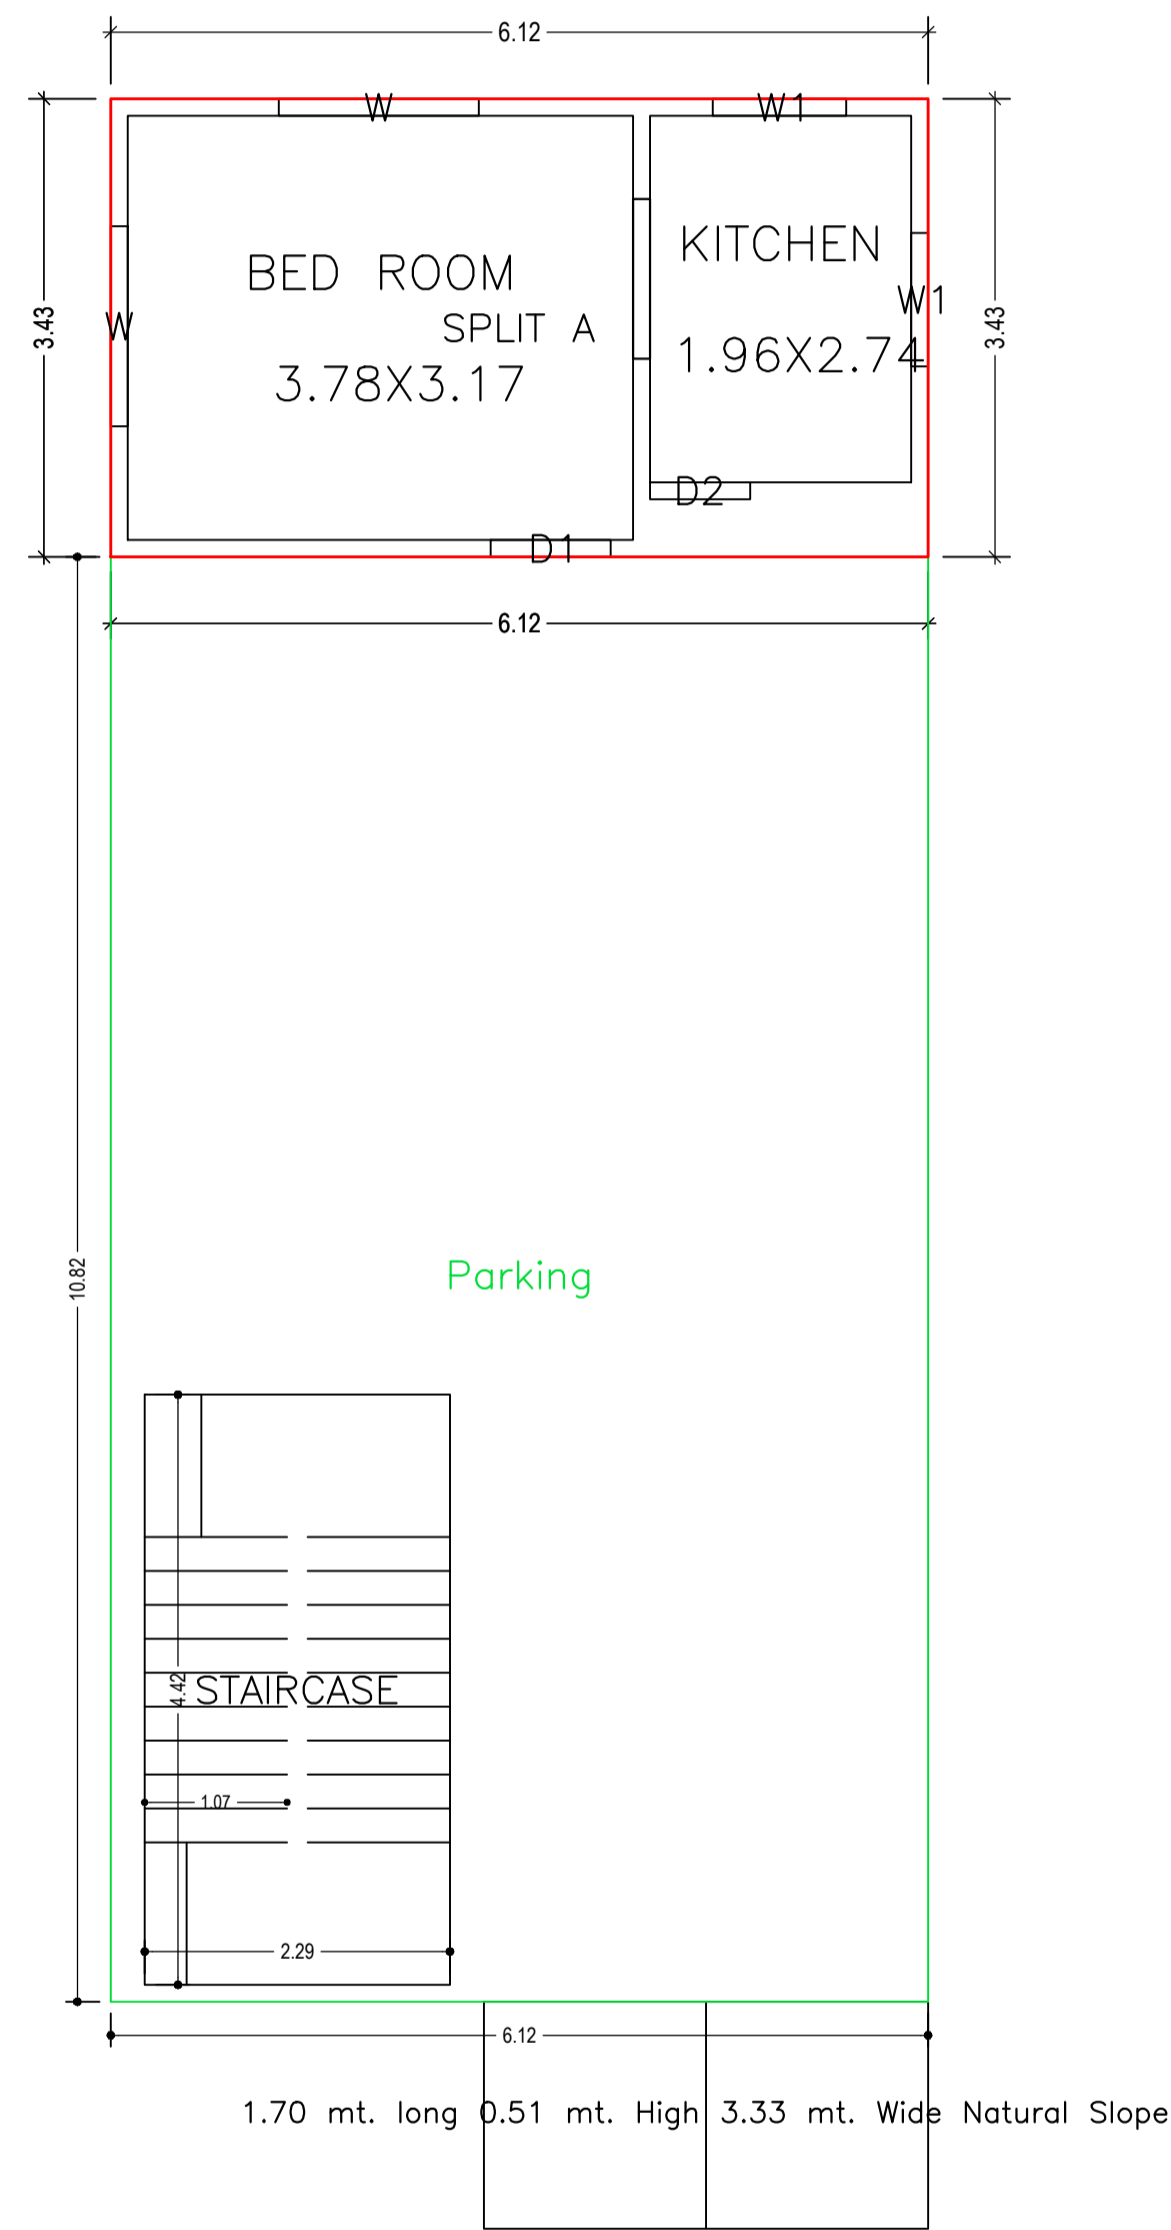 6.12
W
W1
BED ROOM
KITCHEN
SPLIT A
W1
W
3.43
3.43
3.78X3.17
1.96X2.74
D2
D1
6.12
Parking
10.82
4.42
STAIRCASE
1.07
2.29
6.12
1.70 mt. long 0.51 mt. High 3.33 mt. Wide Natural Slope